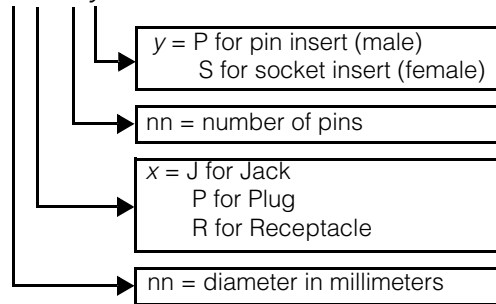 y = P for pin insert (male)
S for socket insert (female)
nn = number of pins
x = J for Jack
P for Plug
R for Receptacle
nn = diameter in millimeters